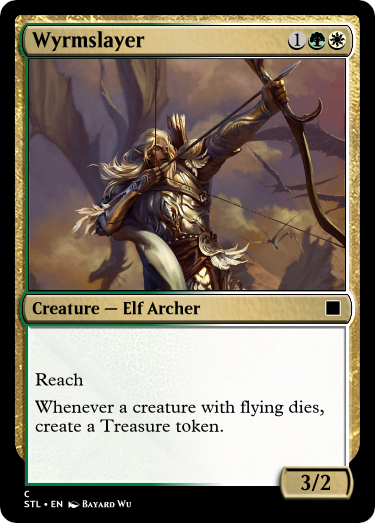 Wyrmslayer 1
Creature — Elf Archer
Reach
Whenever a creature with flying dies,
create a Treasure token.
3/2
C
STL • EN Bayard Wu